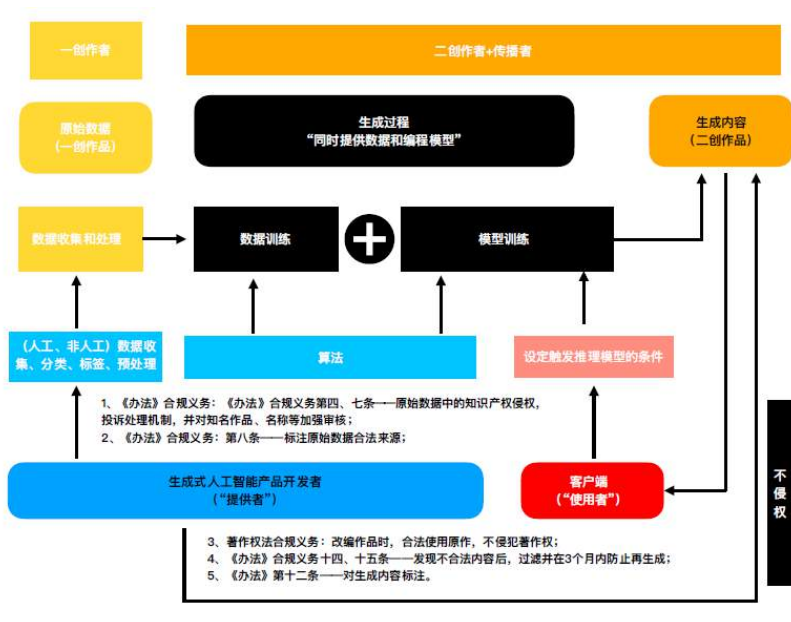 一创作者
二创作者+传播者
原始数据
（一创作品）
生成过程
“同时提供数据和编程模型”
生成内容
（二创作品）
数据收集和处理
数据训练
模型训练
（人工、非人工）数据收
集、分类、标签、预处理
算法
设定触发推理模型的条件
1、《办法》合规义务：《办法》合规义务第四、七条——原始数据中的知识产权侵权，
投诉处理机制，并对知名作品、名称等加强审核；
2、《办法》合规义务：第八条——标注原始数据合法来源；
生成式人工智能产品开发者
（“提供者”）
客户端
（“使用者”）
不
侵
权
3、著作权法合规义务：改编作品时，合法使用原作，不侵犯著作权；
4、《办法》合规义务十四、十五条——发现不合法内容后，过滤并在3个月内防止再生成；
5、《办法》第十二条——对生成内容标注。